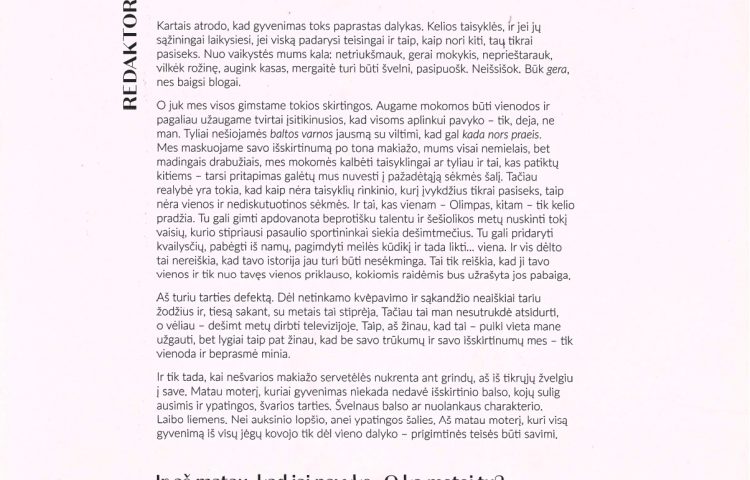 REDAKTOR
Kartais atrodo, kad gyvenimas toks paprastas dalykas. Kelios taisyklės, ir jei jų
sąžiningai laikysiesi, jei viską padarysi teisingai ir taip, kaip nori kiti, tau tikrai
pasiseks. Nuo vaikystės mums kala: netriukšmauk, gerai mokykis, neprieštarauk,
vilkėk rožinę, augink kasas, mergaitė turi būti švelni, pasipuošk. Neišsišok. Būk gera,
nes baigsi blogai.
O juk mes visos gimstame tokios skirtingos. Augame mokomos būti vienodos ir
pagaliau užaugame tvirtai įsitikinusios, kad visoms aplinkui pavyko – tik, deja, ne
man. Tyliai nešiojamės baltos varnos jausmą su viltimi, kad gal kada nors praeis.
Mes maskuojame savo išskirtinumą po tona makiažo, mums visai nemielais, bet
madingais drabužiais, mes mokomės kalbėti taisyklingai ar tyliau ir tai, kas patiktų
kitiems – tarsi pritapimas galėtų mus nuvesti į pažadėtąją sėkmės šalį. Tačiau
realybė yra tokia, kad kaip nėra taisyklių rinkinio, kurį įvykdžius tikrai pasiseks, taip
nėra vienos ir nediskutuotinos sėkmės. Ir tai, kas vienam – Olimpas, kitam – tik kelio
pradžia. Tu gali gimti apdovanota beprotišku talentu ir šešiolikos metų nuskinti tokį
vaisių, kurio stipriausi pasaulio sportininkai siekia dešimtmečius. Tu gali pridaryti
kvailysčių, pabėgti iš namų, pagimdyti meilės kūdikį ir tada likti... viena. Ir vis dėlto
tai nereiškia, kad tavo istorija jau turi būti nesėkminga. Tai tik reiškia, kad ji tavo
vienos ir tik nuo tavęs vienos priklauso, kokiomis raidėmis bus užrašyta jos pabaiga.
Aš turiu tarties defektą. Dėl netinkamo kvėpavimo ir sąkandžio neaiškiai tariu
žodžius ir, tiesą sakant, su metais tai stiprėja. Tačiau tai man nesutrukdė atsidurti,
o vėliau – dešimt metų dirbti televizijoje. Taip, aš žinau, kad tai – puiki vieta mane
užgauti, bet lygiai taip pat žinau, kad be savo trūkumų ir savo išskirtinumų mes – tik
vienoda ir beprasmė minia.
Ir tik tada, kai nešvarios makiažo servetėlės nukrenta ant grindų, aš iš tikrųjų žvelgiu
į save. Matau moterį, kuriai gyvenimas niekada nedavė išskirtinio balso, kojų sulig
ausimis ir ypatingos, švarios tarties. Švelnaus balso ar nuolankaus charakterio.
Laibo liemens. Nei auksinio lopšio, anei ypatingos šalies. Aš matau moterį, kuri visą
gyvenimą iš visų jėgų kovojo tik dėl vieno dalyko – prigimtinės teisės būti savimi.